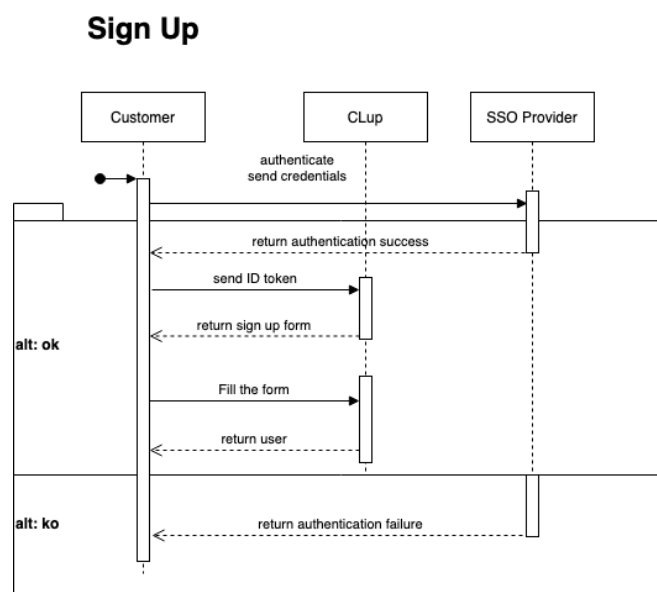 Sign Up
Customer
CLup
SSO Provider
authenticate
send credentials
return authentication success
send ID token
return sign up form
alt: ok
Fill the form
return user
alt: ko
return authentication failure